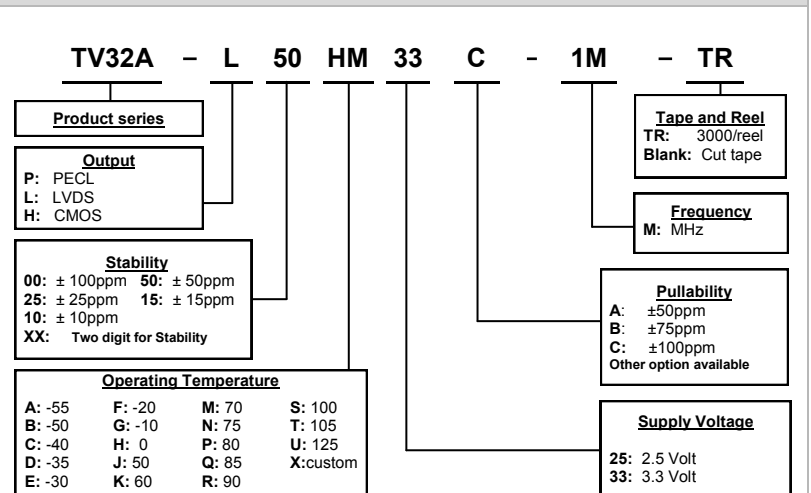 TV32A – L 50 HM 33 C - 1M – TR
Product series
Output
P: PECL
L: LVDS
H: CMOS
Stability
00: ± 100ppm 50: ± 50ppm
25: ± 25ppm 15: ± 15ppm
10: ± 10ppm
XX: Two digit for Stability
Operating Temperature
A: -55 F: -20 M: 70 S: 100
B: -50 G: -10 N: 75 T: 105
C: -40 H: 0 P: 80 U: 125
D: -35 J: 50 Q: 85 X:custom
E: -30 K: 60 R: 90
Tape and Reel
TR: 3000/reel
Blank: Cut tape
Frequency
M: MHz
Pullability
A: ±50ppm
B: ±75ppm
C: ±100ppm
Other option available
Supply Voltage
25: 2.5 Volt
33: 3.3 Volt